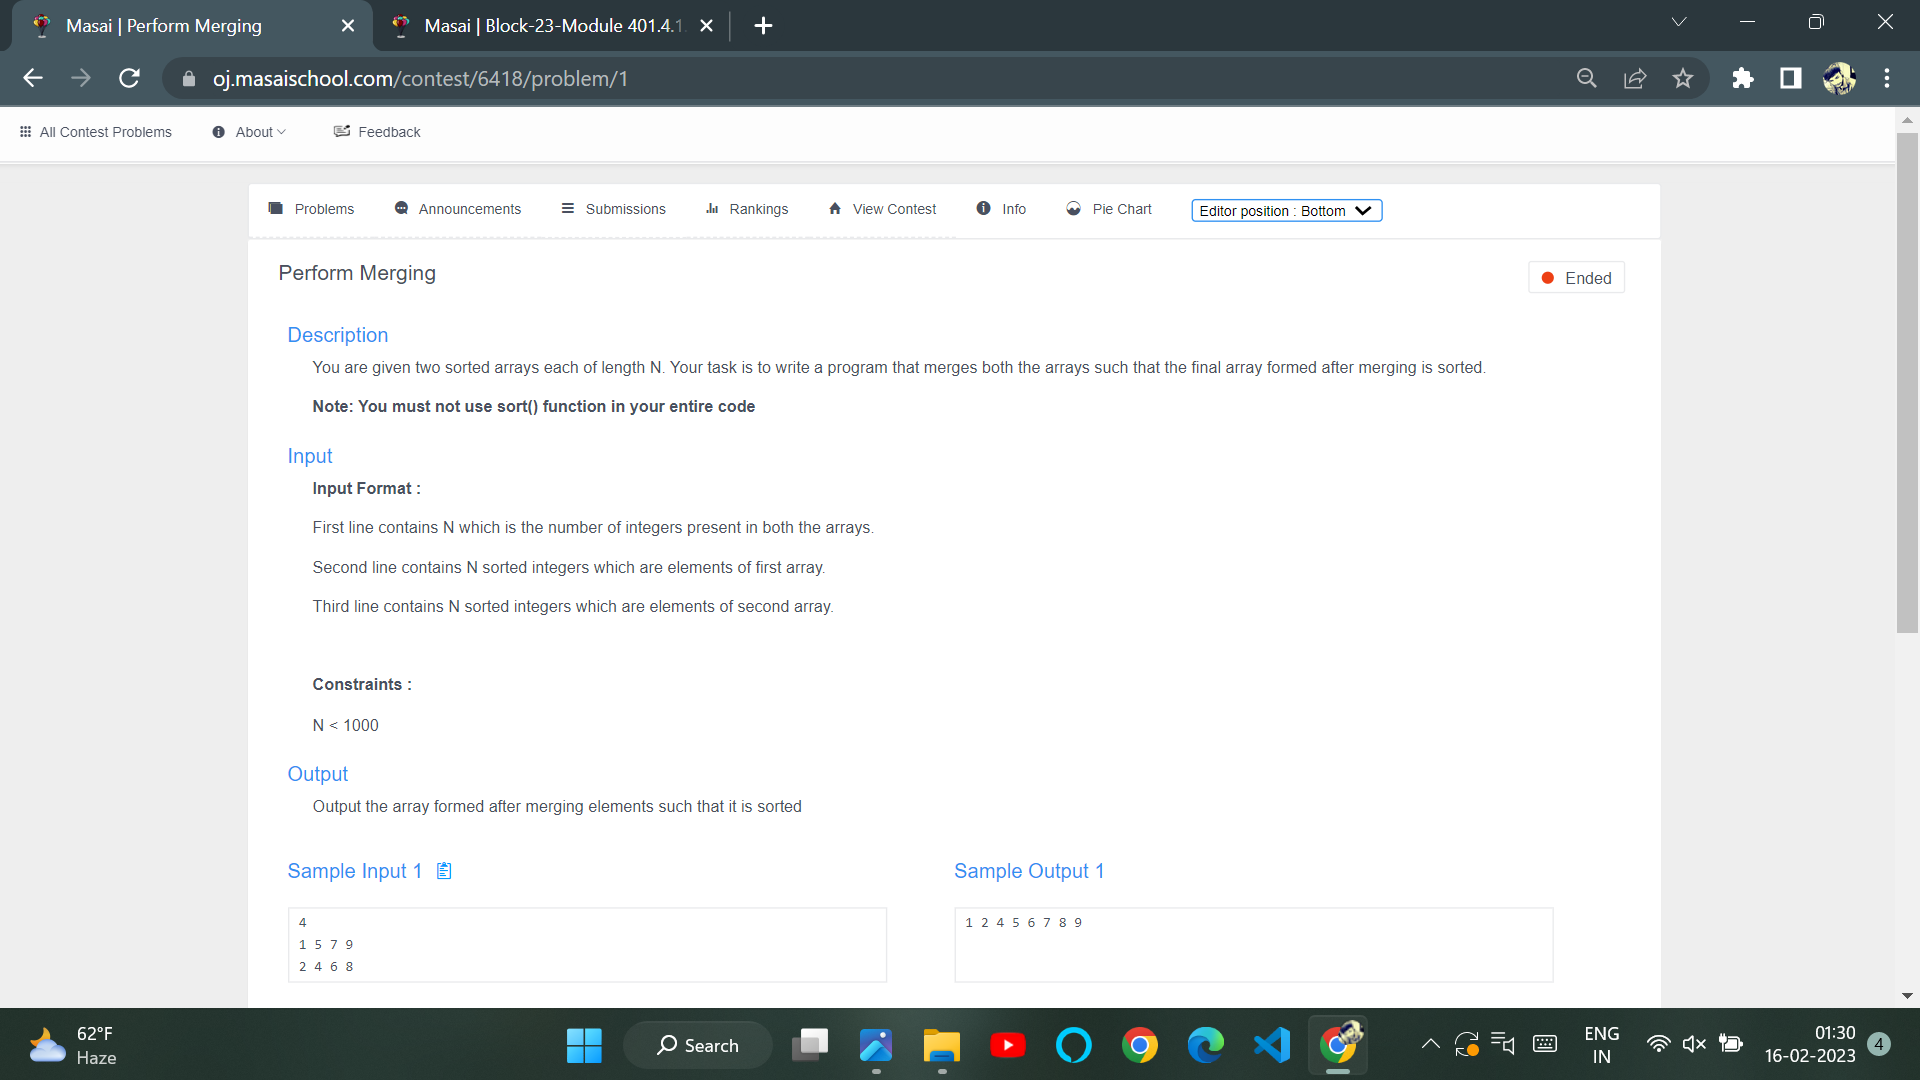 Masai | Perform Merging
Masai | Block-23-Module 401.4.1
oj.masaischool.com/contest/6418/problem/1
All Contest Problems About Feedback
Problems Announcements Submissions Rankings View Contest Info Pie Chart Editor position : Bottom
Perform Merging
Ended
Description
You are given two sorted arrays each of length N. Your task is to write a program that merges both the arrays such that the final array formed after merging is sorted.
Note: You must not use sort() function in your entire code
Input
Input Format :
First line contains N which is the number of integers present in both the arrays.
Second line contains N sorted integers which are elements of first array.
Third line contains N sorted integers which are elements of second array.
Constraints :
N < 1000
Output
Output the array formed after merging elements such that it is sorted
Sample Input 1
4
1 5 7 9
2 4 6 8
Sample Output 1
1 2 4 5 6 7 8 9
62°F
Haze
Search
ENG
IN
01:30
16-02-2023
4